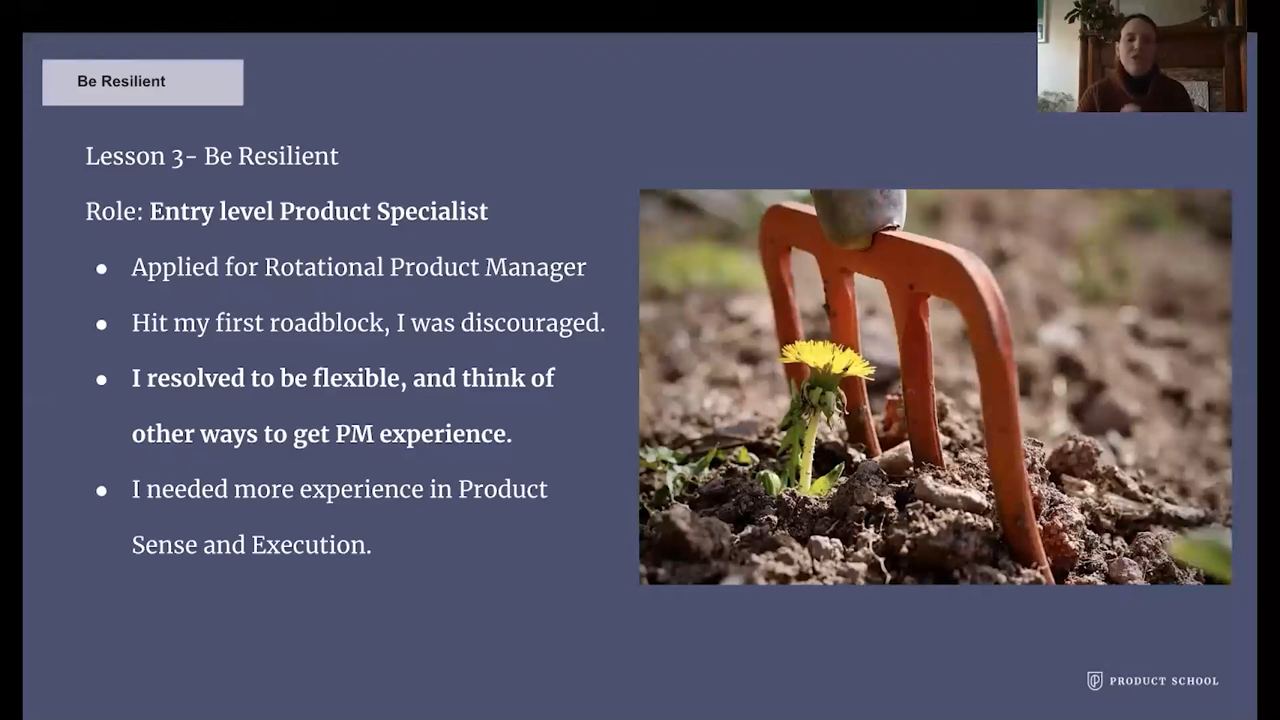 Be Resilient
Lesson 3- Be Resilient
Role: Entry level Product Specialist
● Applied for Rotational Product Manager
● Hit my first roadblock, I was discouraged.
● I resolved to be flexible, and think of
other ways to get PM experience.
● I needed more experience in Product
Sense and Execution.
PRODUCT SCHOOL